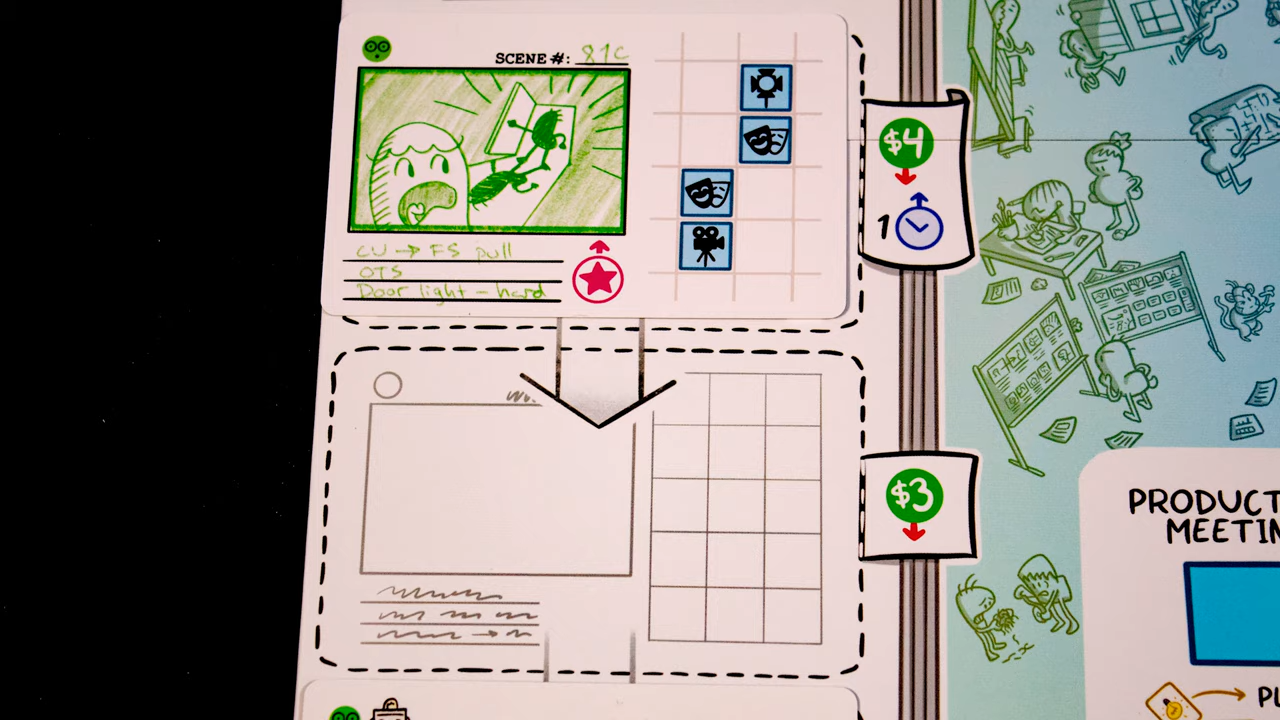 SCENE #: 81C
CU → FS pull
OTS
Door light - hard
$4
1
$3
PRODUCT
MEETIN
PL